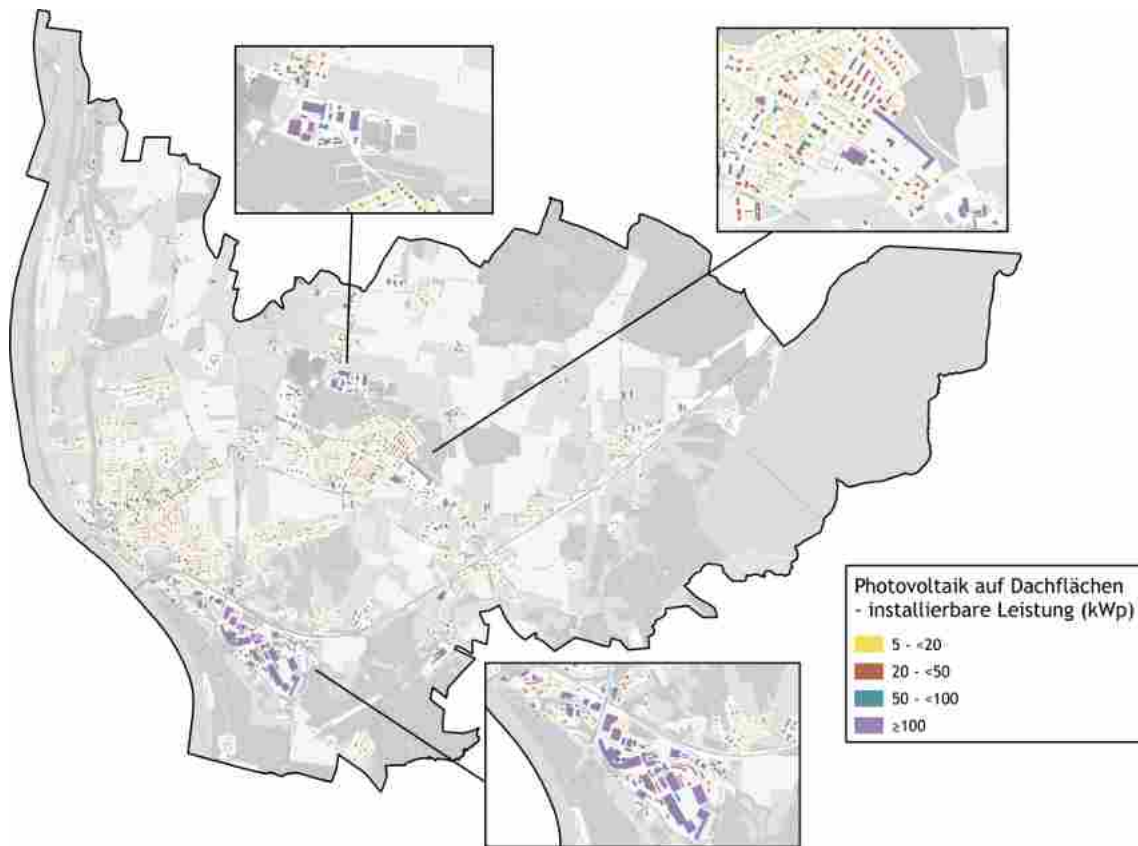 Photovoltaik auf Dachflächen
- installierbare Leistung (kWp)
5 - <20
20 - <50
50 - <100
≥100